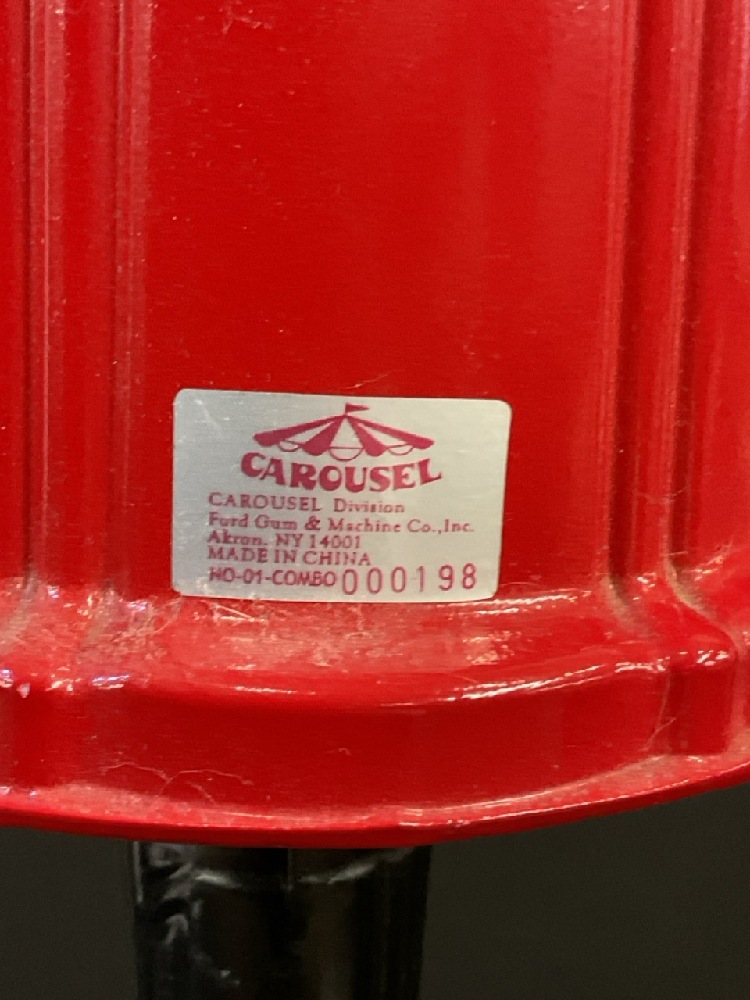 CAROUSEL
CAROUSEL Division
Ford Gum & Machine Co.,Inc.
Akron, NY 14001
MADE IN CHINA
HO-01-COMBO 000198